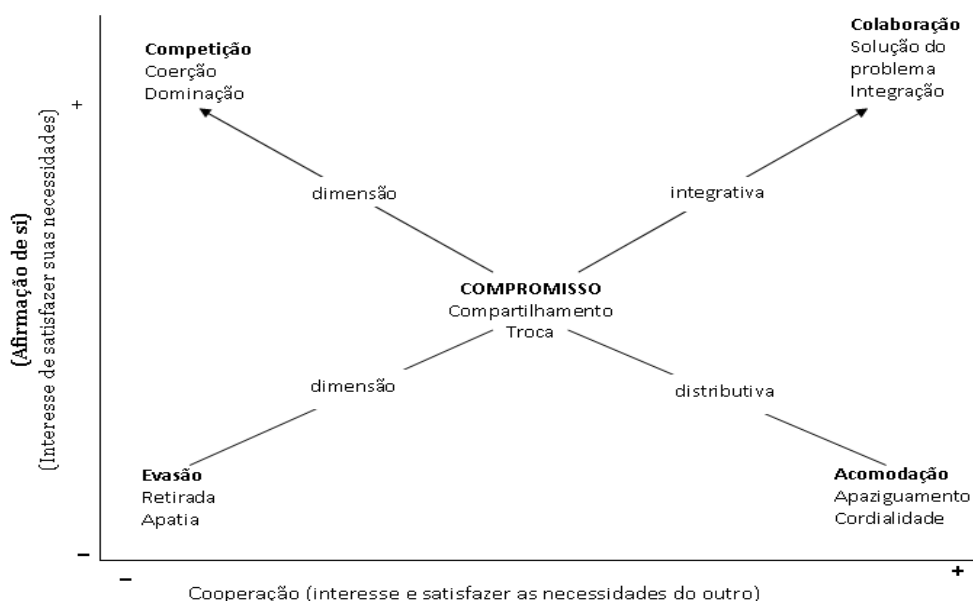 Competição
Coerção
Dominação
Colaboração
Solução do
problema
Integração
+
(Afirmação de si)
(Interesse de satisfazer suas necessidades)
dimensão
integrativa
COMPROMISSO
Compartilhamento
Troca
dimensão
distributiva
Evasão
Retirada
Apatia
Acomodação
Apaziguamento
Cordialidade
–
–
+
Cooperação (interesse e satisfazer as necessidades do outro)